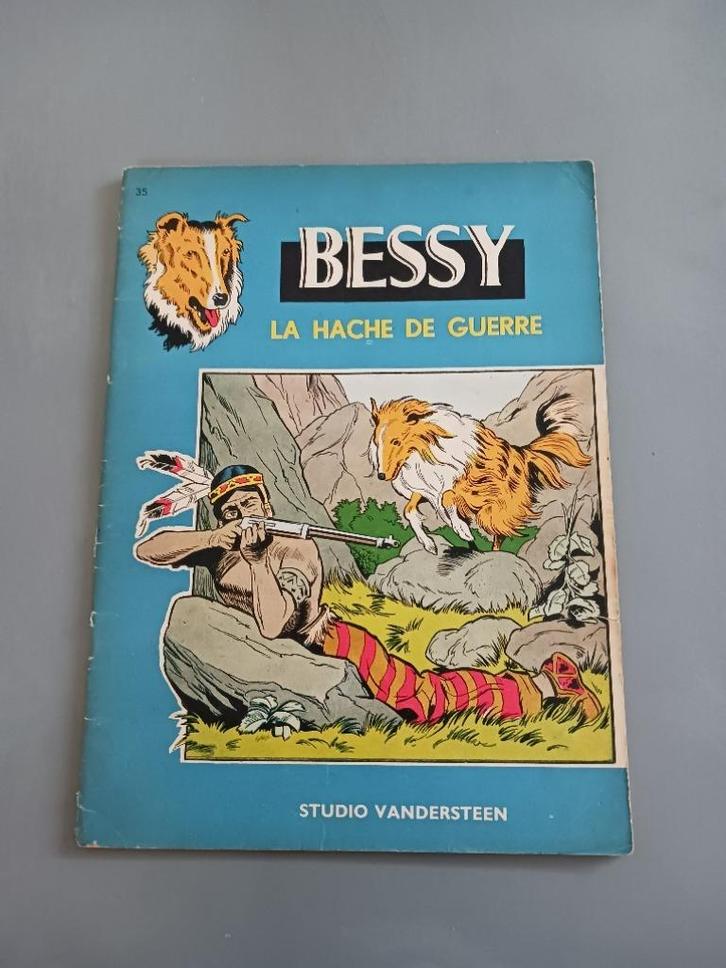 35
BESSY
LA HACHE DE GUERRE
STUDIO VANDERSTEEN